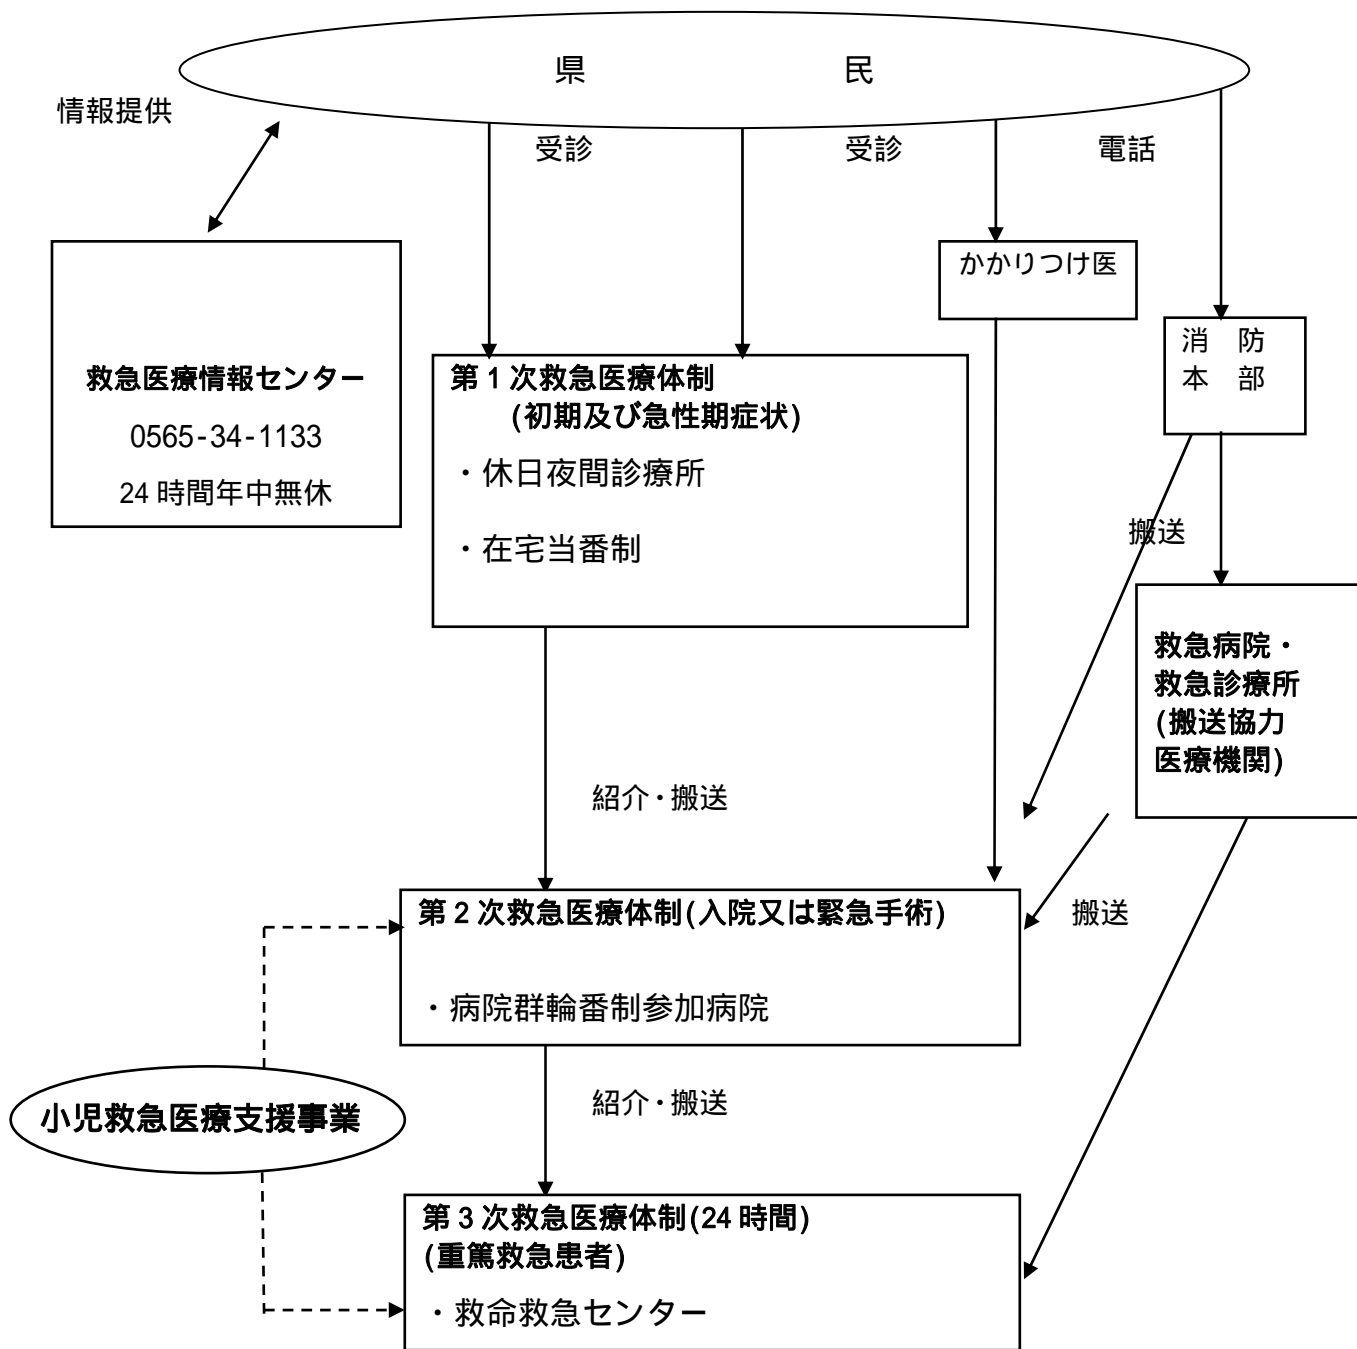 県　民
情報提供
受診
受診
電話
かかりつけ医
消　防
本　部
救急医療情報センター
0565-34-1133
24時間年中無休
第1次救急医療体制
(初期及び急性期症状)
・休日夜間診療所
・在宅当番制
搬送
救急病院・
救急診療所
(搬送協力
医療機関)
紹介・搬送
第2次救急医療体制(入院又は緊急手術)
・病院群輪番制参加病院
搬送
紹介・搬送
小児救急医療支援事業
第3次救急医療体制(24時間)
(重篤救急患者)
・救命救急センター